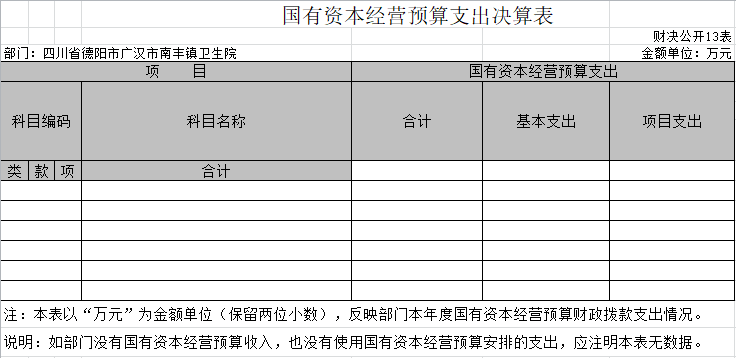 国有资本经营预算支出决算表
财决公开13表
部门：四川省德阳市广汉市南丰镇卫生院 金额单位：万元
项 目 国有资本经营预算支出
科目编码 科目名称 合计 基本支出 项目支出
类 款 项 合计
注：本表以“万元”为金额单位（保留两位小数），反映部门本年度国有资本经营预算财政拨款支出情况。
说明：如部门没有国有资本经营预算收入，也没有使用国有资本经营预算安排的支出，应注明本表无数据。